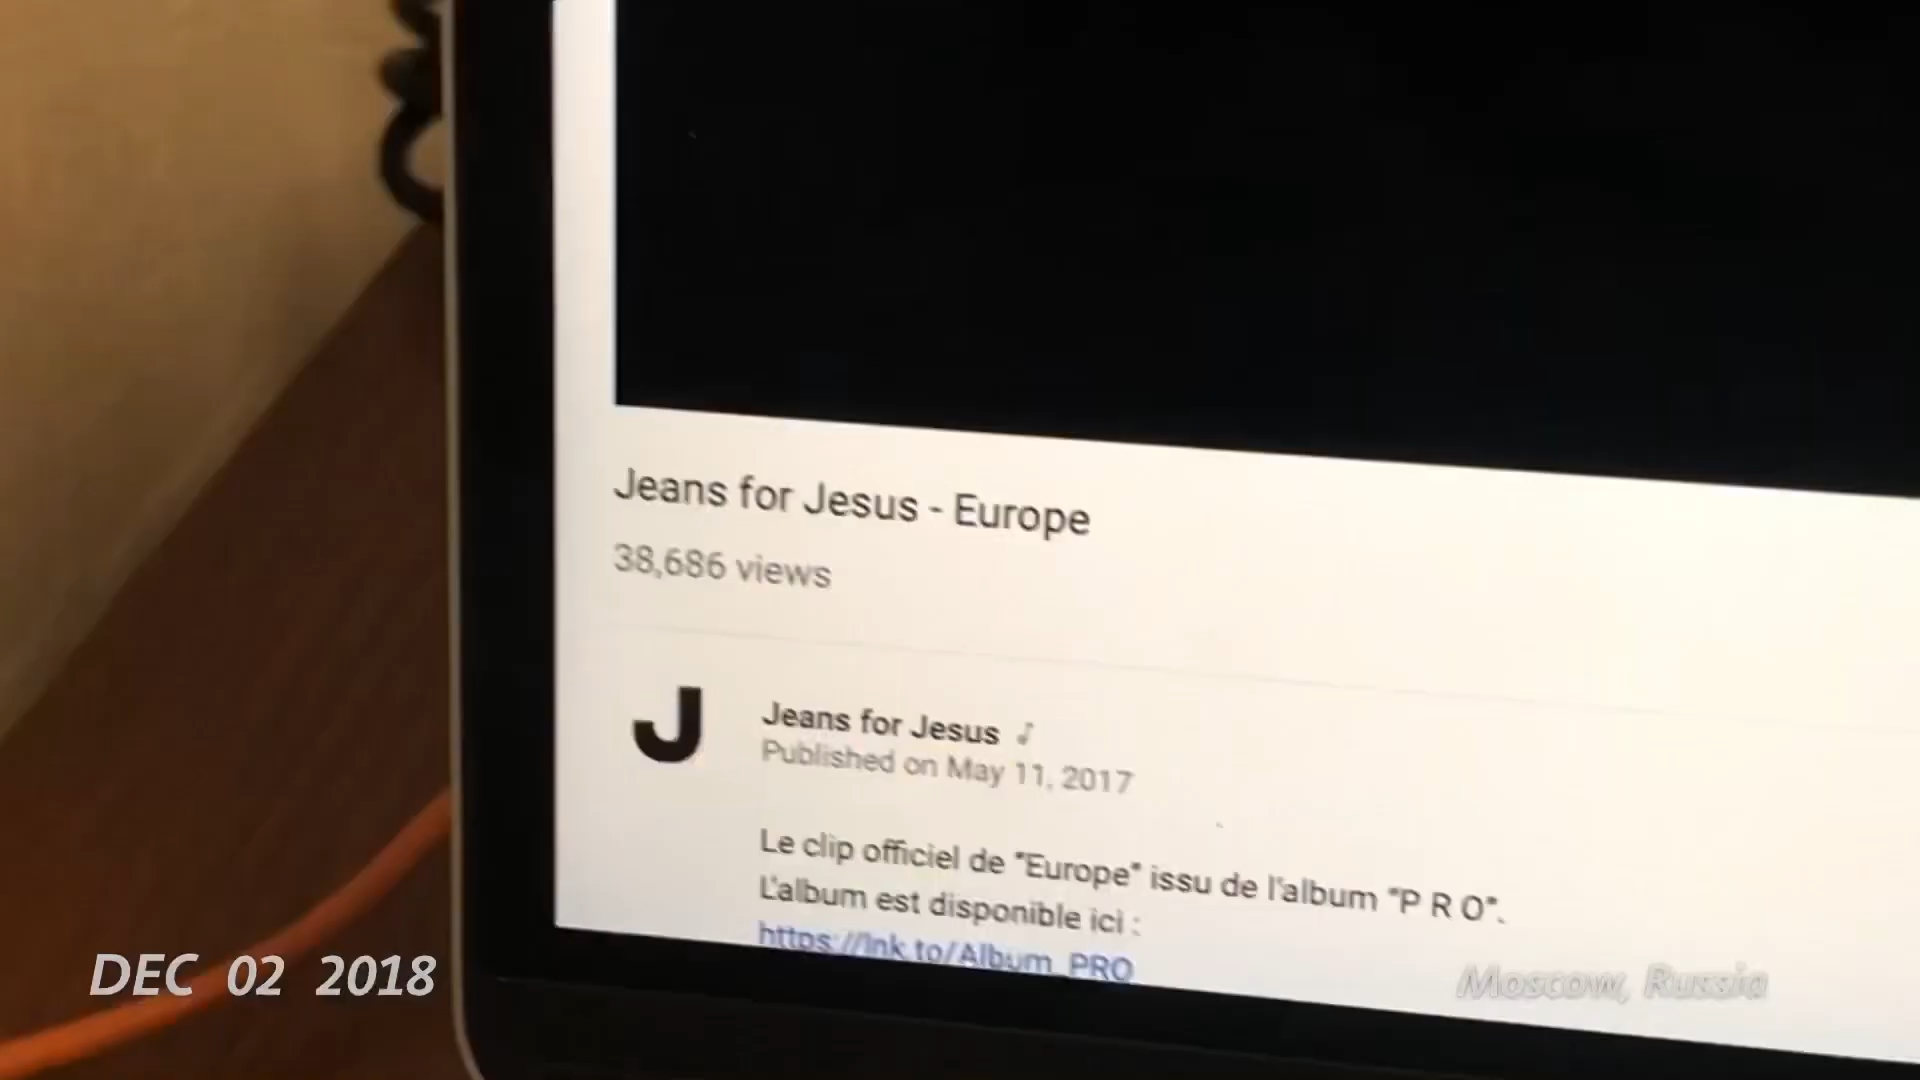 Jeans for Jesus - Europe
38,686 views
J
Jeans for Jesus ♪
Published on May 11, 2017
Le clip officiel de "Europe" issu de l'album "P R O".
L'album est disponible ici :
https://lnk.to/Album_PRO
DEC 02 2018
Moscow, Russia